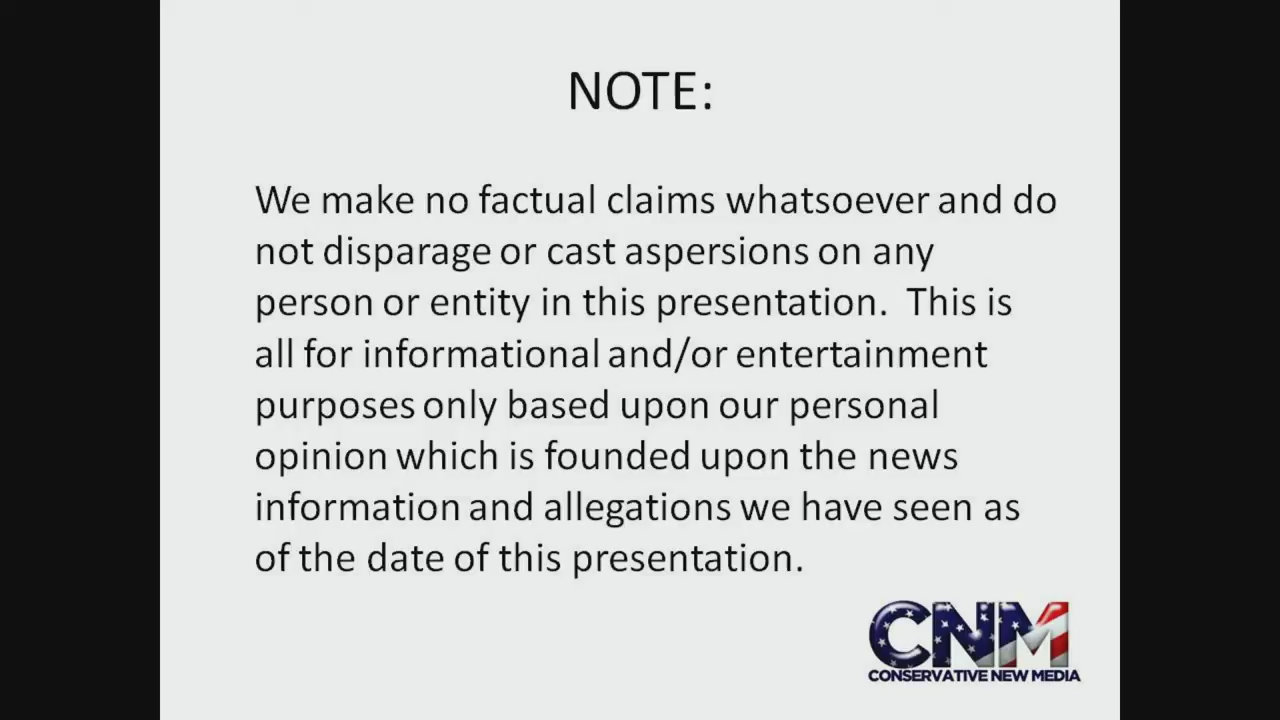 NOTE:
We make no factual claims whatsoever and do
not disparage or cast aspersions on any
person or entity in this presentation.  This is
all for informational and/or entertainment
purposes only based upon our personal
opinion which is founded upon the news
information and allegations we have seen as
of the date of this presentation.
CNM
CONSERVATIVE NEW MEDIA